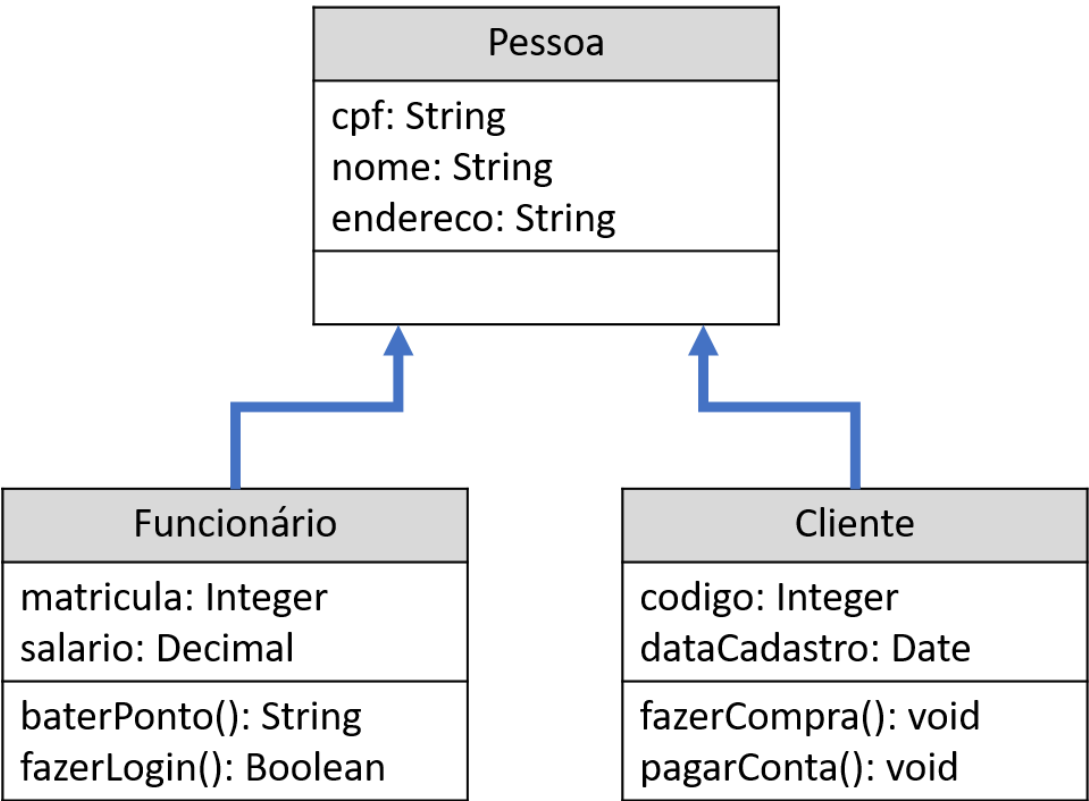 Pessoa
cpf: String
nome: String
endereco: String
Funcionário
matricula: Integer
salario: Decimal
baterPonto(): String
fazerLogin(): Boolean
Cliente
codigo: Integer
dataCadastro: Date
fazerCompra(): void
pagarConta(): void